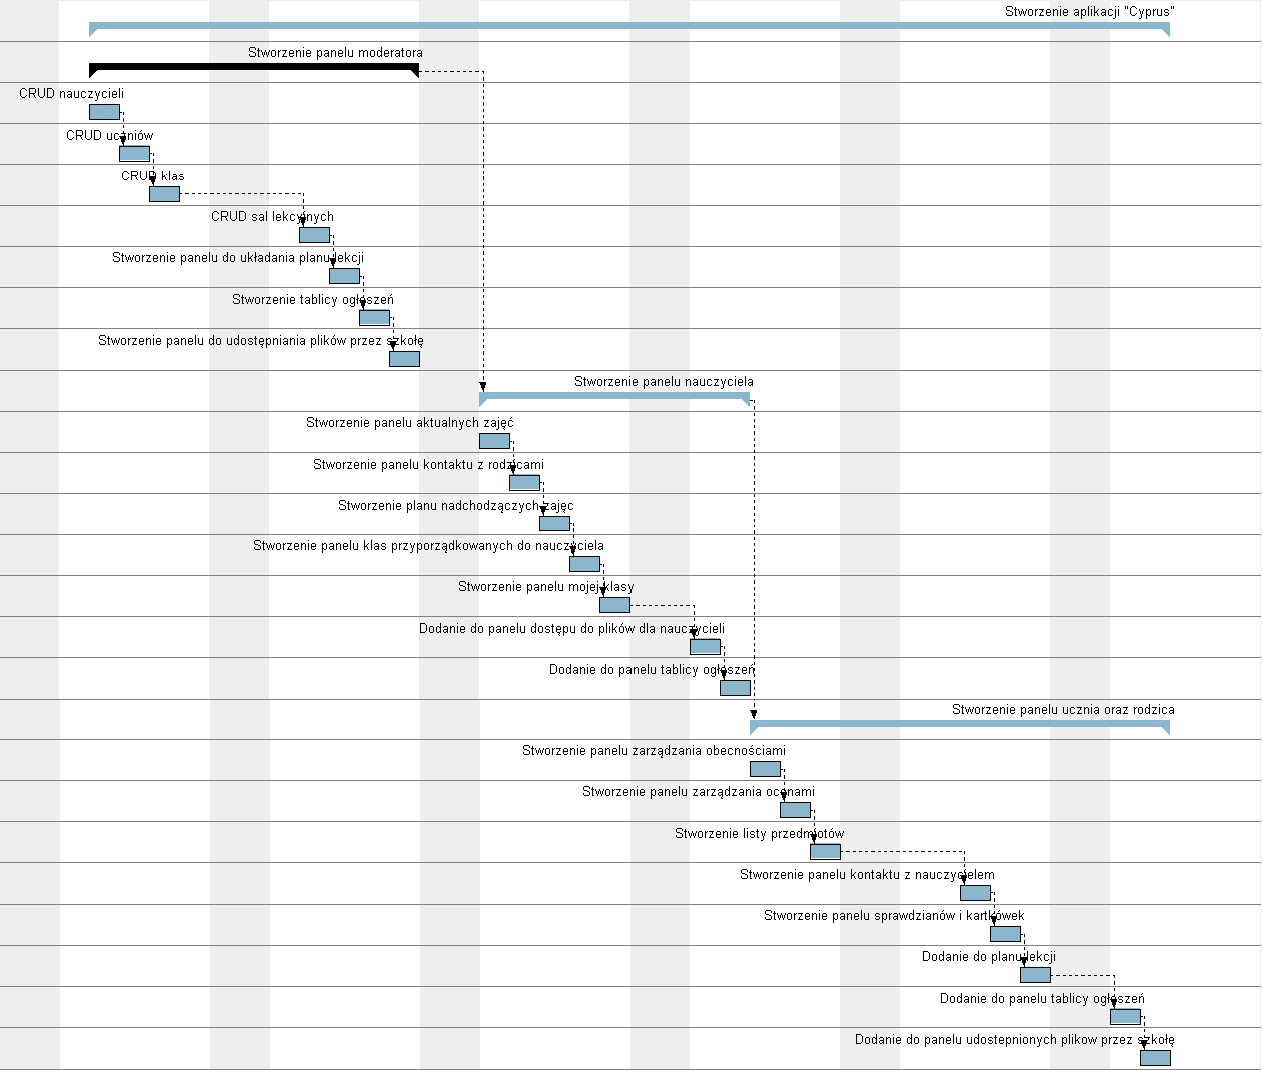 Stworzenie aplikacji "Cyprus"
Stworzenie panelu moderatora
CRUD nauczycieli
CRUD uczniów
CRUD klas
CRUD sal lekcyjnych
Stworzenie panelu do układania planu lekcji
Stworzenie tablicy ogłaszeń
Stworzenie panelu do udostępniania plików przez szkołę
Stworzenie panelu nauczyciela
Stworzenie panelu aktualnych zajęć
Stworzenie panelu kontaktu z rodzicami
Stworzenie planu nadchodzących zajęc
Stworzenie panelu klas przyporządkowanych do nauczyciela
Stworzenie panelu mojej klasy
Dodanie do panelu dostępu do plików dla nauczycieli
Dodanie do panelu tablicy ogłaszeń
Stworzenie panelu ucznia oraz rodzica
Stworzenie panelu zarządzania obecnościami
Stworzenie panelu zarządzania ocenami
Stworzenie listy przedmiotów
Stworzenie panelu kontaktu z nauczycielem
Stworzenie panelu sprawdzianów i kartkówek
Dodanie do planu lekcji
Dodanie do panelu tablicy ogłaszeń
Dodanie do panelu udostepnionych plikow przez szkołę